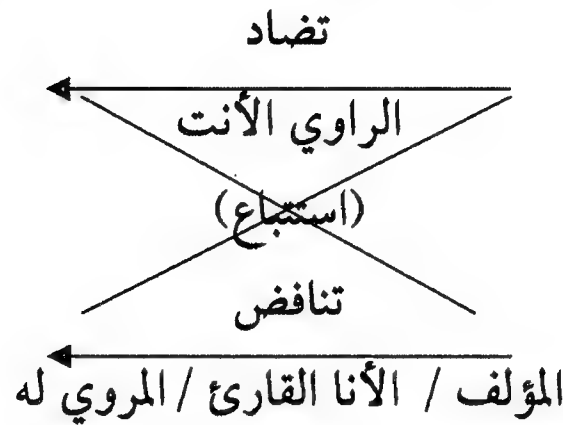 تضاد
الراوي الأنت
(استتباع)
تنافض
المؤلف / الأنا القارئ / المروي له